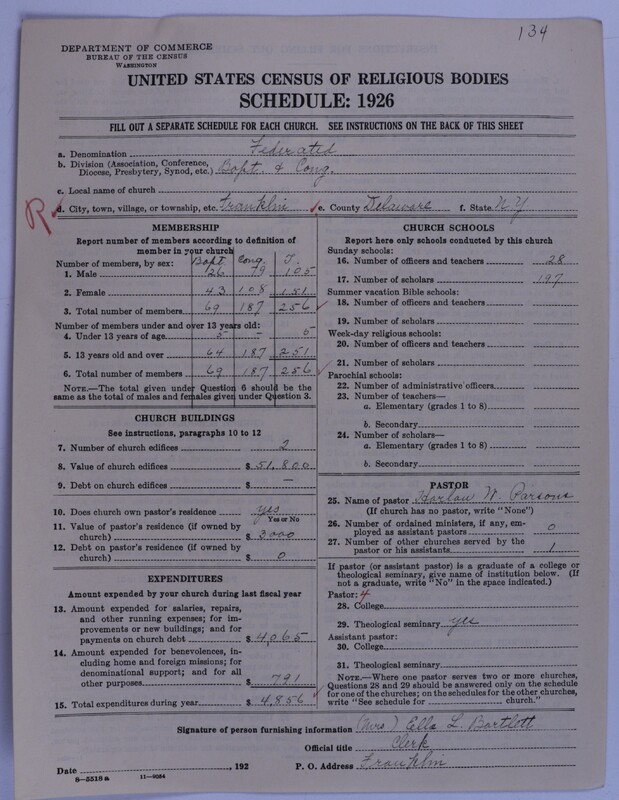 134
DEPARTMENT OF COMMERCE
BUREAU OF THE CENSUS
WASHINGTON
UNITED STATES CENSUS OF RELIGIOUS BODIES
SCHEDULE: 1926
FILL OUT A SEPARATE SCHEDULE FOR EACH CHURCH. SEE INSTRUCTIONS ON THE BACK OF THIS SHEET
a. Denomination Federated
b. Division (Association, Conference, Diocese, Presbytery, Synod, etc.) Bapt. & Cong.
c. Local name of church
R
d. City, town, village, or township, etc. Franklin e. County Delaware f. State N.Y
MEMBERSHIP
Report number of members according to definition of
member in your church
Number of members, by sex: Bapt. Cong. T.
1. Male 26 79 105
2. Female 43 108 151
3. Total number of members 69 187 256
Number of members under and over 13 years old:
4. Under 13 years of age 5 – 5
5. 13 years old and over 64 187 251
6. Total number of members 69 187 256
NOTE.—The total given under Question 6 should be the
same as the total of males and females given under Question 3.
CHURCH BUILDINGS
See instructions, paragraphs 10 to 12
7. Number of church edifices 2
8. Value of church edifices $ 51,800
9. Debt on church edifices $ —
10. Does church own pastor's residence? yes
Yes or No
11. Value of pastor's residence (if owned by
church) $ 3000
12. Debt on pastor's residence (if owned by
church) $ 0
EXPENDITURES
Amount expended by your church during last fiscal year
13. Amount expended for salaries, repairs,
and other running expenses; for im-
provements or new buildings; and for
payments on church debt $ 4,065
14. Amount expended for benevolences, in-
cluding home and foreign missions; for
denominational support; and for all
other purposes $ 791
15. Total expenditures during year $ 4,856
CHURCH SCHOOLS
Report here only schools conducted by this church
Sunday schools:
16. Number of officers and teachers 28
17. Number of scholars 197
Summer vacation Bible schools:
18. Number of officers and teachers
19. Number of scholars
Week-day religious schools:
20. Number of officers and teachers
21. Number of scholars
Parochial schools:
22. Number of administrative officers
23. Number of teachers—
a. Elementary (grades 1 to 8)
b. Secondary
24. Number of scholars—
a. Elementary (grades 1 to 8)
b. Secondary
PASTOR
25. Name of pastor Harlow W. Parsons
(If church has no pastor, write "None")
26. Number of ordained ministers, if any, em-
ployed as assistant pastors 0
27. Number of other churches served by the
pastor or his assistants 1
If pastor (or assistant pastor) is a graduate of a college or
theological seminary, give name of institution below. (If
not a graduate, write "No" in the space indicated.)
Pastor: 4
28. College
29. Theological seminary yes
Assistant pastor:
30. College
31. Theological seminary
NOTE.—Where one pastor serves two or more churches,
Questions 28 and 29 should be answered only on the schedule
for one of the churches; on the schedules for the other churches,
write "See schedule for church."
Signature of person furnishing information (Mrs.) Ella L. Bartlett
Official title Clerk
Date , 192 P. O. Address Franklin
8—5518a 11—9034